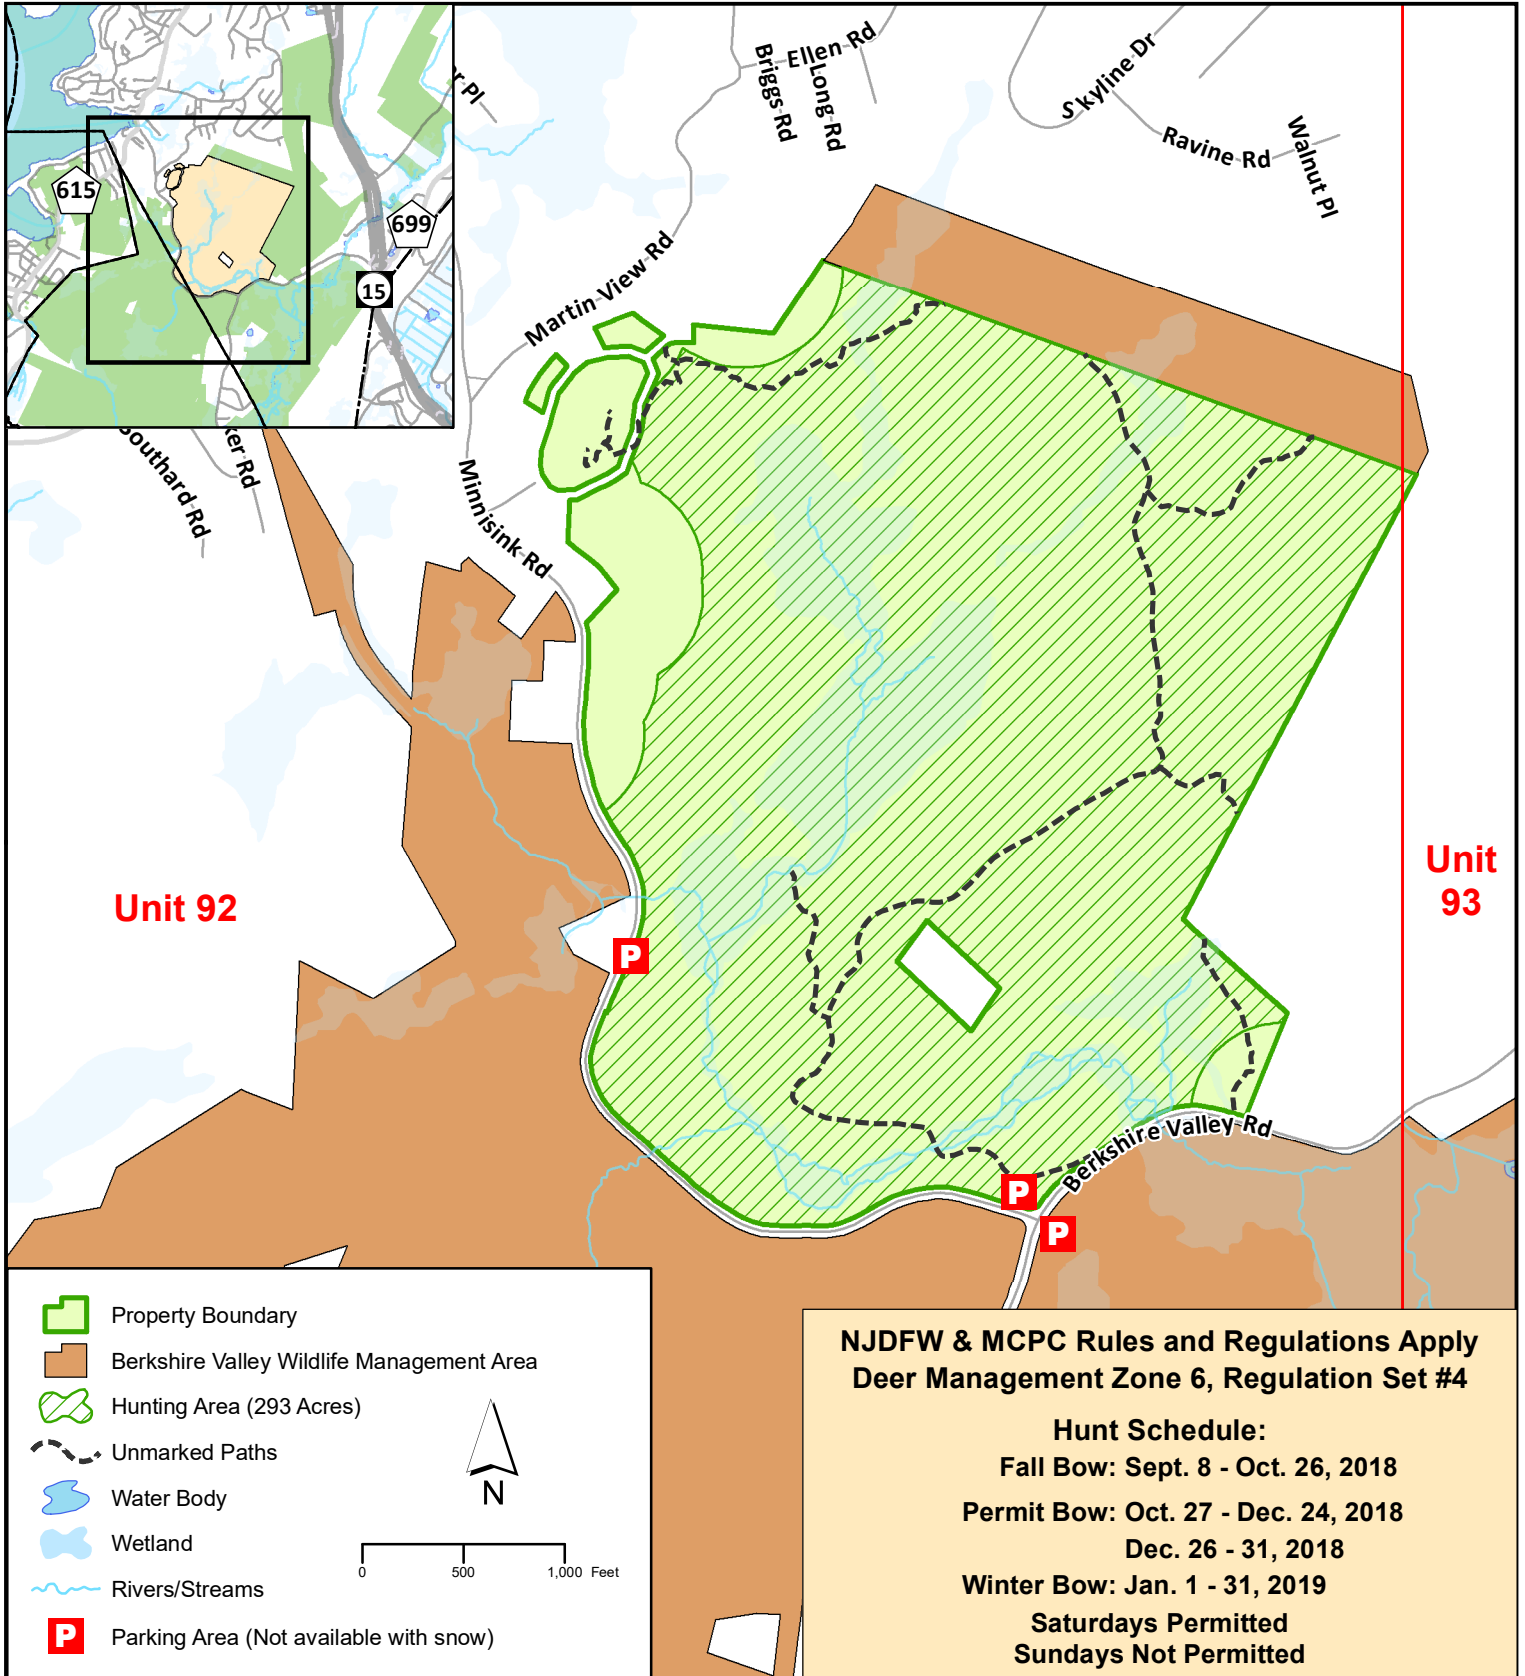 615
699
15
Ellen Rd
Briggs Rd
Long Rd
Skyline Dr
Ravine Rd
Walnut Pl
Pl
Martin View Rd
Southard Rd
Rd
Minnisink Rd
Unit 92
Unit
93
P
Berkshire Valley Rd
P
P
Property Boundary
Berkshire Valley Wildlife Management Area
Hunting Area (293 Acres)
Unmarked Paths
Water Body
Wetland
Rivers/Streams
P Parking Area (Not available with snow)
N
0 500 1,000 Feet
NJDFW & MCPC Rules and Regulations Apply
Deer Management Zone 6, Regulation Set #4
Hunt Schedule:
Fall Bow: Sept. 8 - Oct. 26, 2018
Permit Bow: Oct. 27 - Dec. 24, 2018
Dec. 26 - 31, 2018
Winter Bow: Jan. 1 - 31, 2019
Saturdays Permitted
Sundays Not Permitted